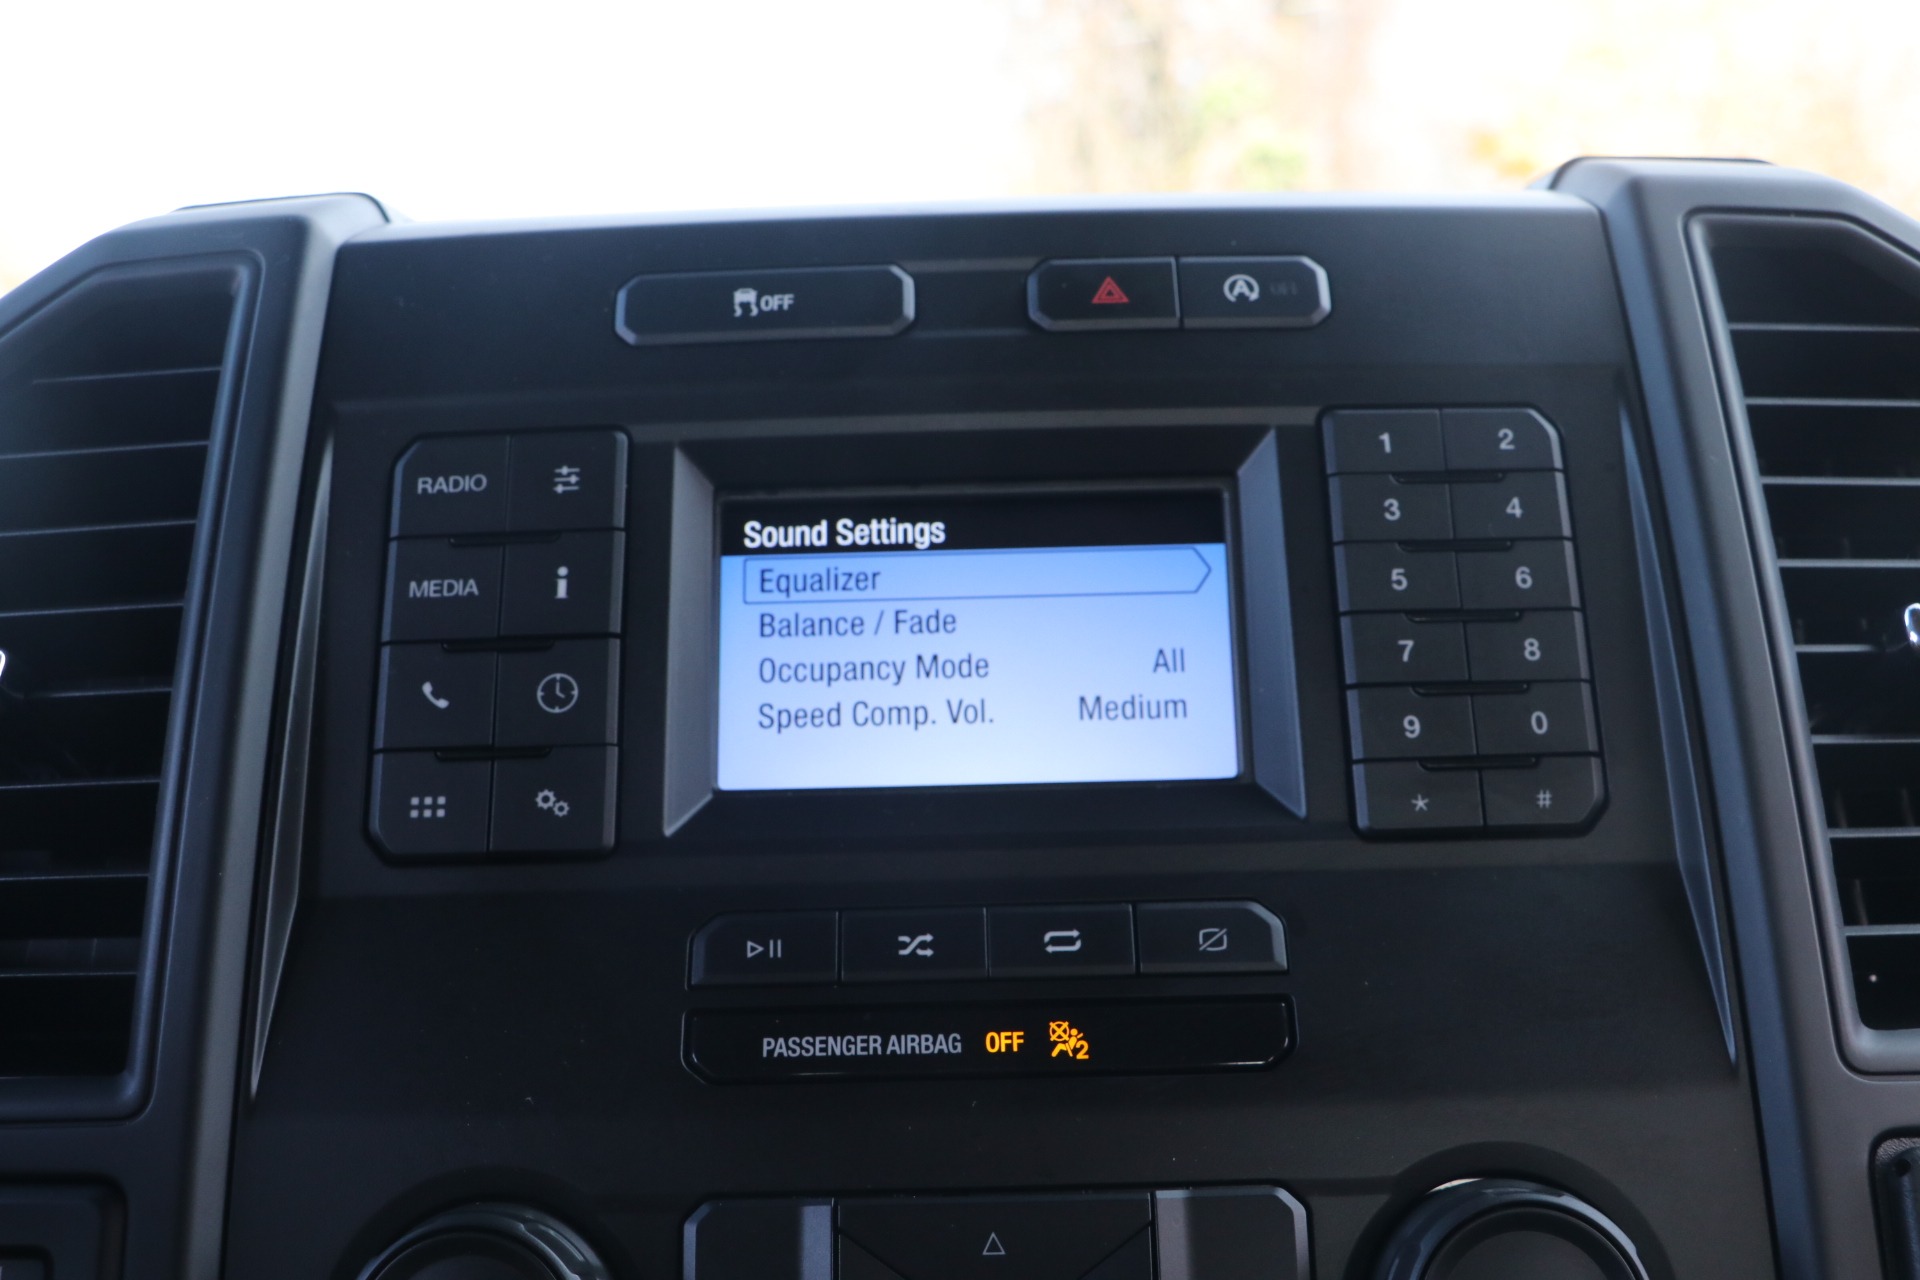 OFF
OFF
RADIO
MEDIA
Sound Settings
Equalizer
Balance / Fade
Occupancy Mode All
Speed Comp. Vol. Medium
1 2
3 4
5 6
7 8
9 0
* #
PASSENGER AIRBAG OFF 2